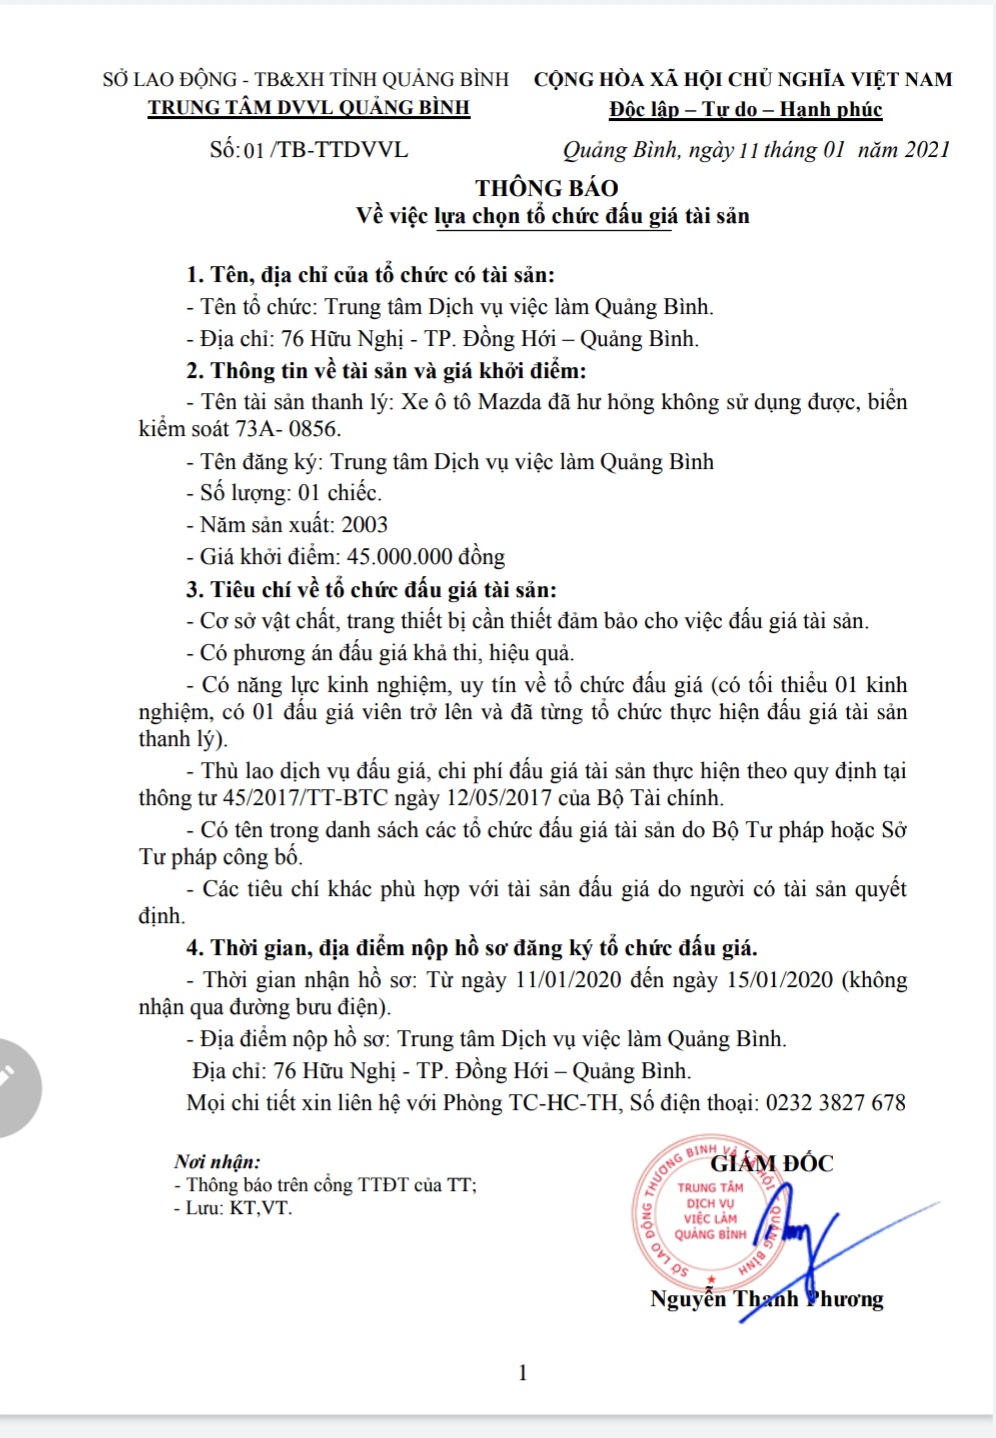 SỞ LAO ĐỘNG - TB&XH TỈNH QUẢNG BÌNH
TRUNG TÂM DVVL QUẢNG BÌNH
Số: 01 /TB-TTDVVL
CỘNG HÒA XÃ HỘI CHỦ NGHĨA VIỆT NAM
Độc lập – Tự do – Hạnh phúc
Quảng Bình, ngày 11 tháng 01 năm 2021
THÔNG BÁO
Về việc lựa chọn tổ chức đấu giá tài sản
1. Tên, địa chỉ của tổ chức có tài sản:
- Tên tổ chức: Trung tâm Dịch vụ việc làm Quảng Bình.
- Địa chỉ: 76 Hữu Nghị - TP. Đồng Hới – Quảng Bình.
2. Thông tin về tài sản và giá khởi điểm:
- Tên tài sản thanh lý: Xe ô tô Mazda đã hư hỏng không sử dụng được, biển
kiểm soát 73A- 0856.
- Tên đăng ký: Trung tâm Dịch vụ việc làm Quảng Bình
- Số lượng: 01 chiếc.
- Năm sản xuất: 2003
- Giá khởi điểm: 45.000.000 đồng
3. Tiêu chí về tổ chức đấu giá tài sản:
- Cơ sở vật chất, trang thiết bị cần thiết đảm bảo cho việc đấu giá tài sản.
- Có phương án đấu giá khả thi, hiệu quả.
- Có năng lực kinh nghiệm, uy tín về tổ chức đấu giá (có tối thiểu 01 kinh
nghiệm, có 01 đấu giá viên trở lên và đã từng tổ chức thực hiện đấu giá tài sản
thanh lý).
- Thù lao dịch vụ đấu giá, chi phí đấu giá tài sản thực hiện theo quy định tại
thông tư 45/2017/TT-BTC ngày 12/05/2017 của Bộ Tài chính.
- Có tên trong danh sách các tổ chức đấu giá tài sản do Bộ Tư pháp hoặc Sở
Tư pháp công bố.
- Các tiêu chí khác phù hợp với tài sản đấu giá do người có tài sản quyết
định.
4. Thời gian, địa điểm nộp hồ sơ đăng ký tổ chức đấu giá.
- Thời gian nhận hồ sơ: Từ ngày 11/01/2020 đến ngày 15/01/2020 (không
nhận qua đường bưu điện).
- Địa điểm nộp hồ sơ: Trung tâm Dịch vụ việc làm Quảng Bình.
Địa chỉ: 76 Hữu Nghị - TP. Đồng Hới – Quảng Bình.
Mọi chi tiết xin liên hệ với Phòng TC-HC-TH, Số điện thoại: 0232 3827 678
Nơi nhận:
- Thông báo trên cổng TTĐT của TT;
- Lưu: KT,VT.
GIÁM ĐỐC
SỞ LAO ĐỘNG THƯƠNG BINH VÀ XÃ HỘI - QUẢNG BÌNH
TRUNG TÂM
DỊCH VỤ
VIỆC LÀM
QUẢNG BÌNH
Nguyễn Thanh Phương
1